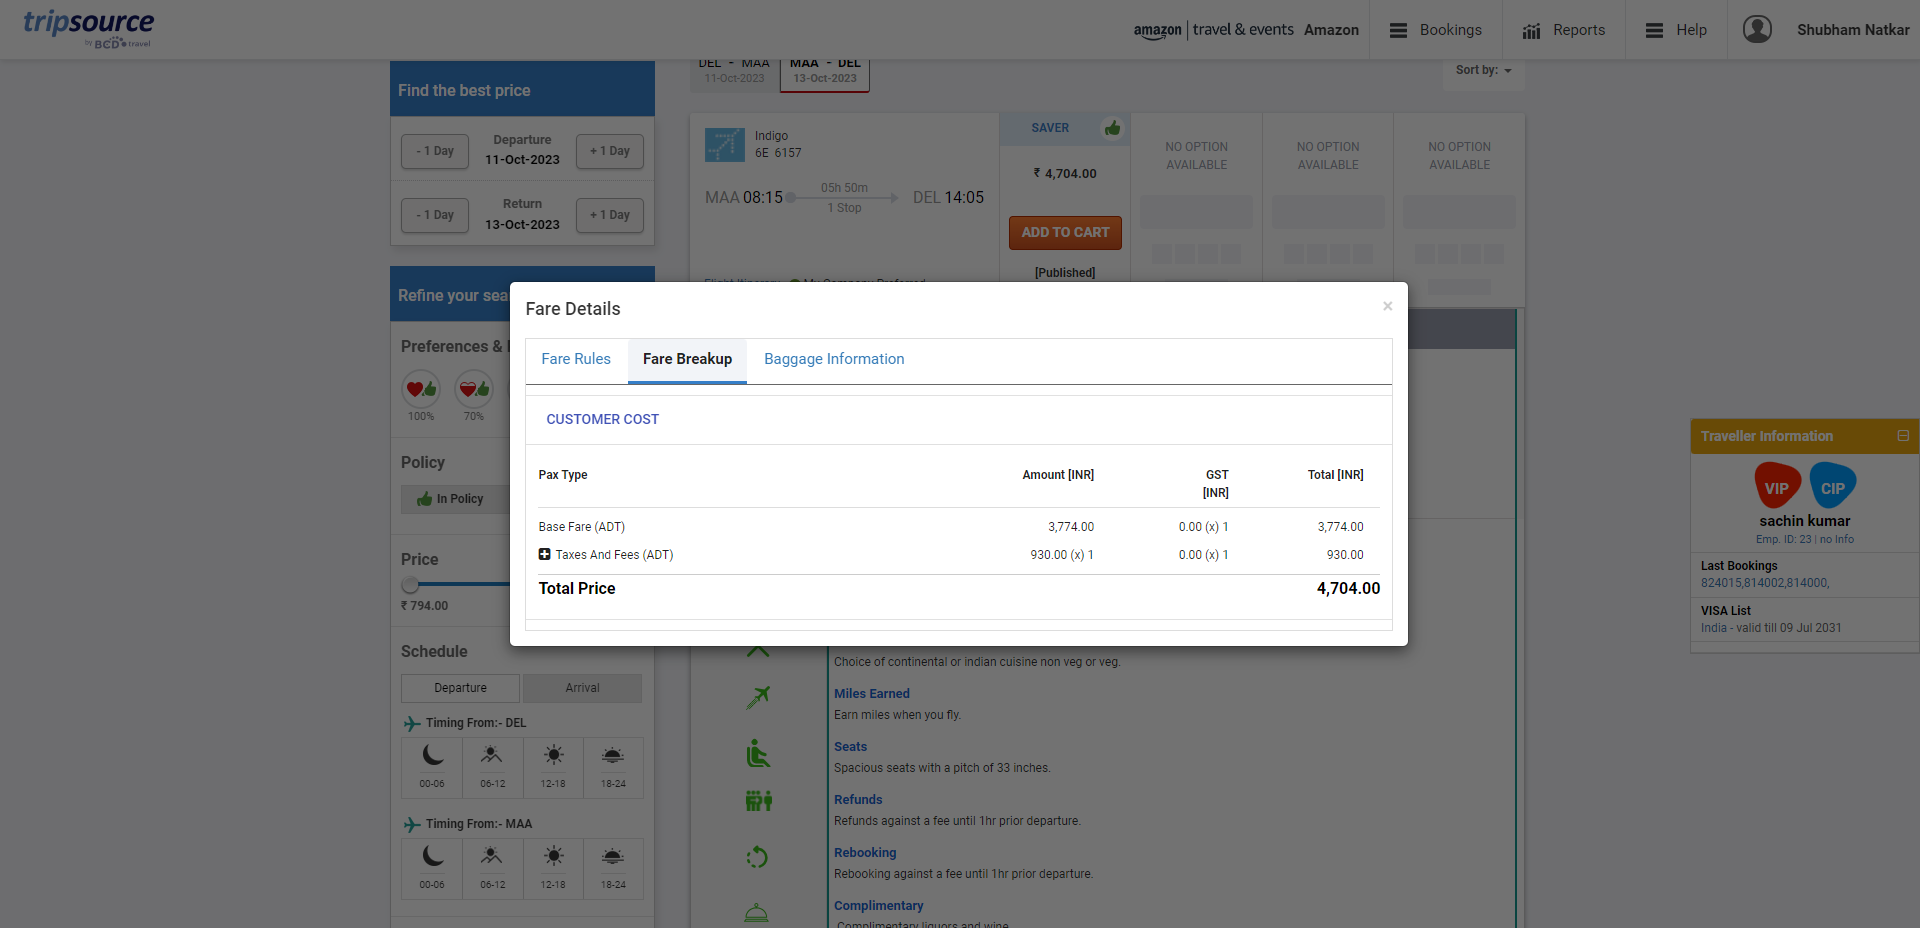 tripsource
by BCD travel
amazon | travel & events Amazon
Bookings
Reports
Help
Shubham Natkar
Find the best price
- 1 Day
Departure
11-Oct-2023
+ 1 Day
- 1 Day
Return
13-Oct-2023
+ 1 Day
Refine your sea
Preferences &
100%
70%
Policy
In Policy
Price
₹ 794.00
Schedule
Departure
Arrival
Timing From:- DEL
00-06
06-12
12-18
18-24
Timing From:- MAA
00-06
06-12
12-18
18-24
DEL - MAA
11-Oct-2023
MAA - DEL
13-Oct-2023
Sort by:
Indigo
6E 6157
MAA 08:15
05h 50m
1 Stop
DEL 14:05
SAVER
₹ 4,704.00
ADD TO CART
[Published]
NO OPTION
AVAILABLE
NO OPTION
AVAILABLE
NO OPTION
AVAILABLE
Fare Details
×
Fare Rules
Fare Breakup
Baggage Information
CUSTOMER COST
Pax Type
Amount [INR]
GST
[INR]
Total [INR]
Base Fare (ADT)
3,774.00
0.00 (x) 1
3,774.00
Taxes And Fees (ADT)
930.00 (x) 1
0.00 (x) 1
930.00
Total Price
4,704.00
Choice of continental or indian cuisine non veg or veg.
Miles Earned
Earn miles when you fly.
Seats
Spacious seats with a pitch of 33 inches.
Refunds
Refunds against a fee until 1hr prior departure.
Rebooking
Rebooking against a fee until 1hr prior departure.
Complimentary
Complimentary liquors and wine
Traveller Information
VIP
CIP
sachin kumar
Emp. ID: 23 | no Info
Last Bookings
824015,814002,814000,
VISA List
India - valid till 09 Jul 2031